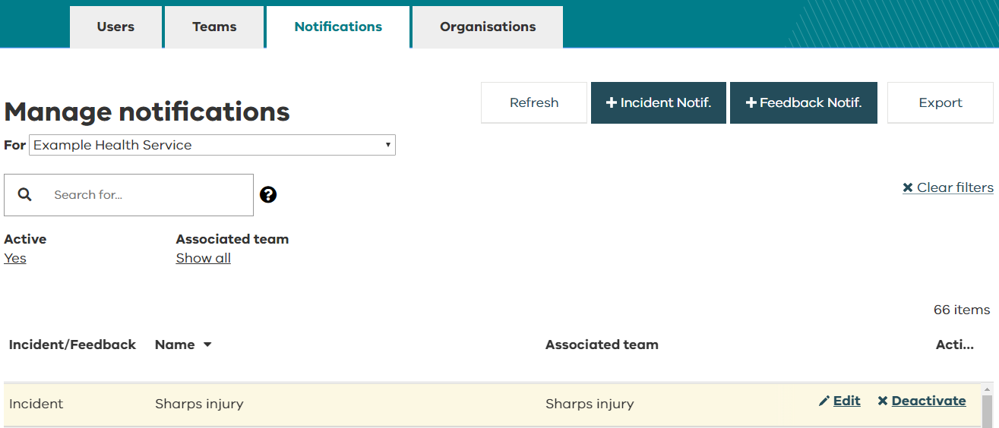 Users Teams Notifications Organisations
Manage notifications
Refresh + Incident Notif. + Feedback Notif. Export
For Example Health Service
Search for... ?
Clear filters
Active Associated team
Yes Show all
66 items
Incident/Feedback Name Associated team Acti...
Incident Sharps injury Sharps injury Edit Deactivate